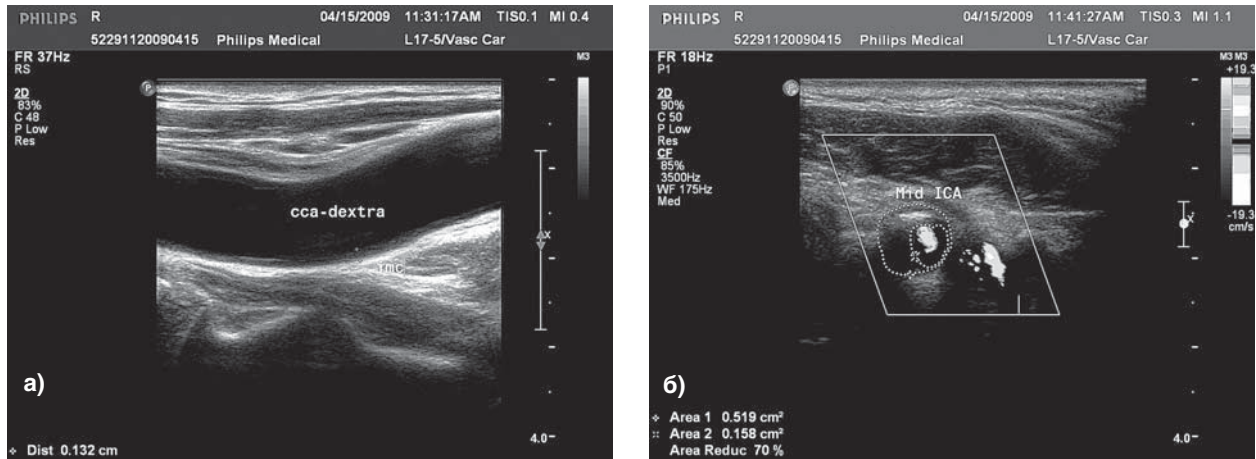 PHILIPS R 04/15/2009 11:31:17AM TIS0.1 MI 0.4
52291120090415 Philips Medical L17-5/Vasc Car
FR 37Hz
RS
M3
P
2D
83%
C 48
P Low
Res
cca-dextra
X
а)
4.0
Dist 0.132 cm
PHILIPS R 04/15/2009 11:41:27AM TIS0.3 MI 1.1
52291120090415 Philips Medical L17-5/Vasc Car
FR 18Hz
P1
M3 M3
+19.3
P
2D
90%
C 50
P Low
Res
CF
85%
3500Hz
WF 175Hz
Med
Mid ICA
X
-19.3
cm/s
б)
Area 1 0.519 cm²
Area 2 0.158 cm²
Area Reduc 70 %
4.0